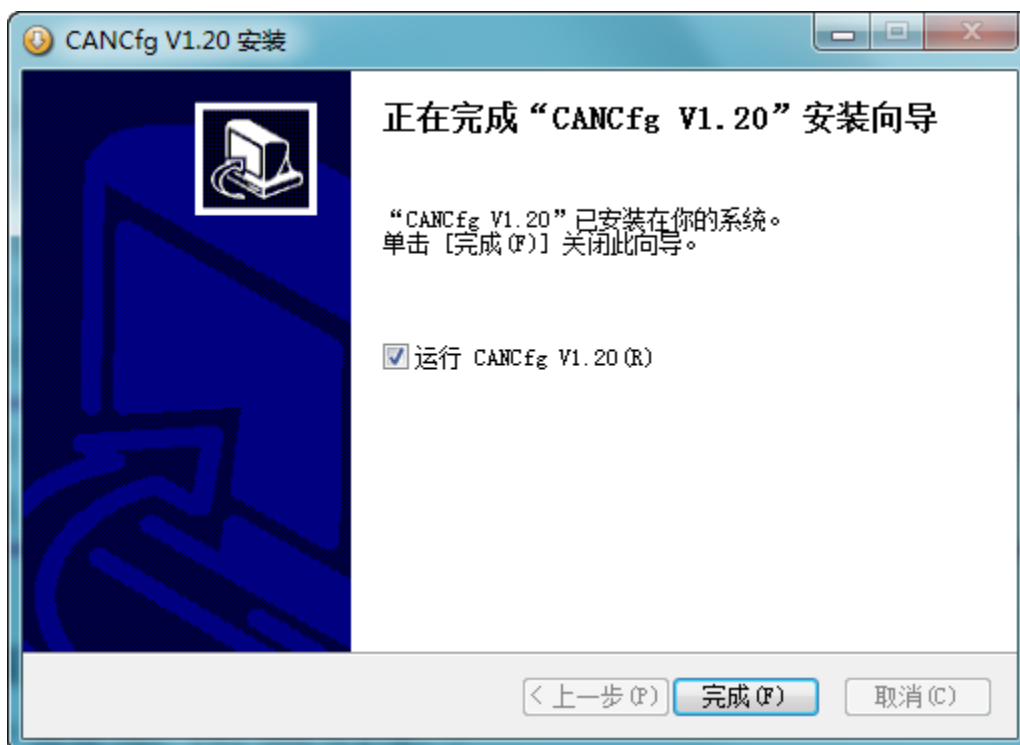 CANCfg V1.20 安装
正在完成“CANCfg V1.20”安装向导
“CANCfg V1.20”已安装在你的系统。
单击 [完成(F)] 关闭此向导。
运行 CANCfg V1.20(R)
< 上一步(P)
完成(F)
取消(C)